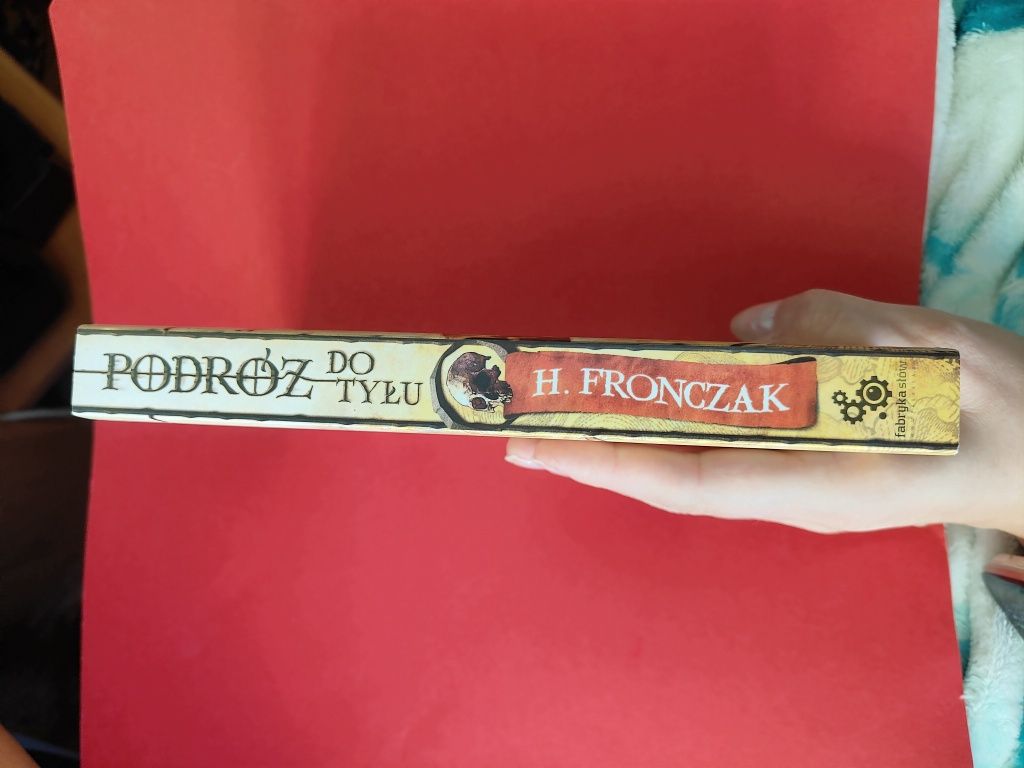 PODRÓŻ DO TYŁU
H. FRONCZAK
fabryka słów